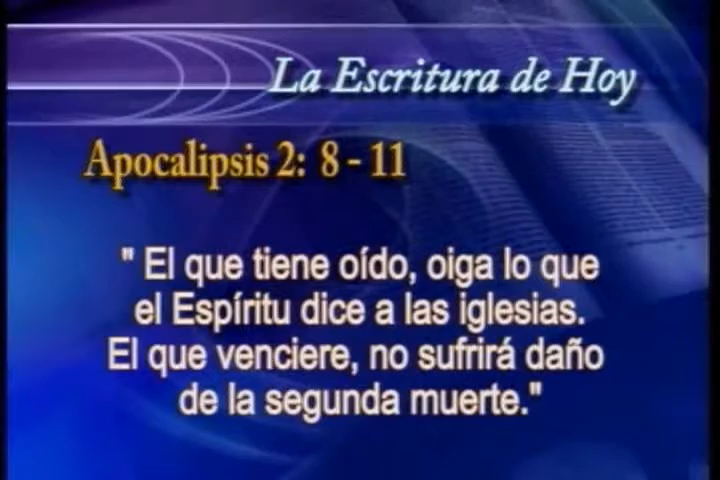 La Escritura de Hoy
Apocalipsis 2: 8 - 11
" El que tiene oído, oiga lo que
el Espíritu dice a las iglesias.
El que venciere, no sufrirá daño
de la segunda muerte."